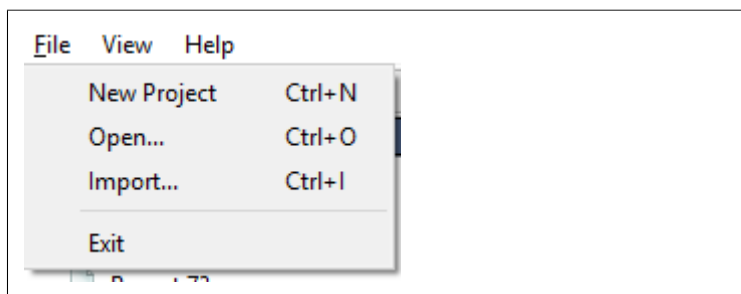 File View Help
New Project Ctrl+N
Open... Ctrl+O
Import... Ctrl+I
Exit